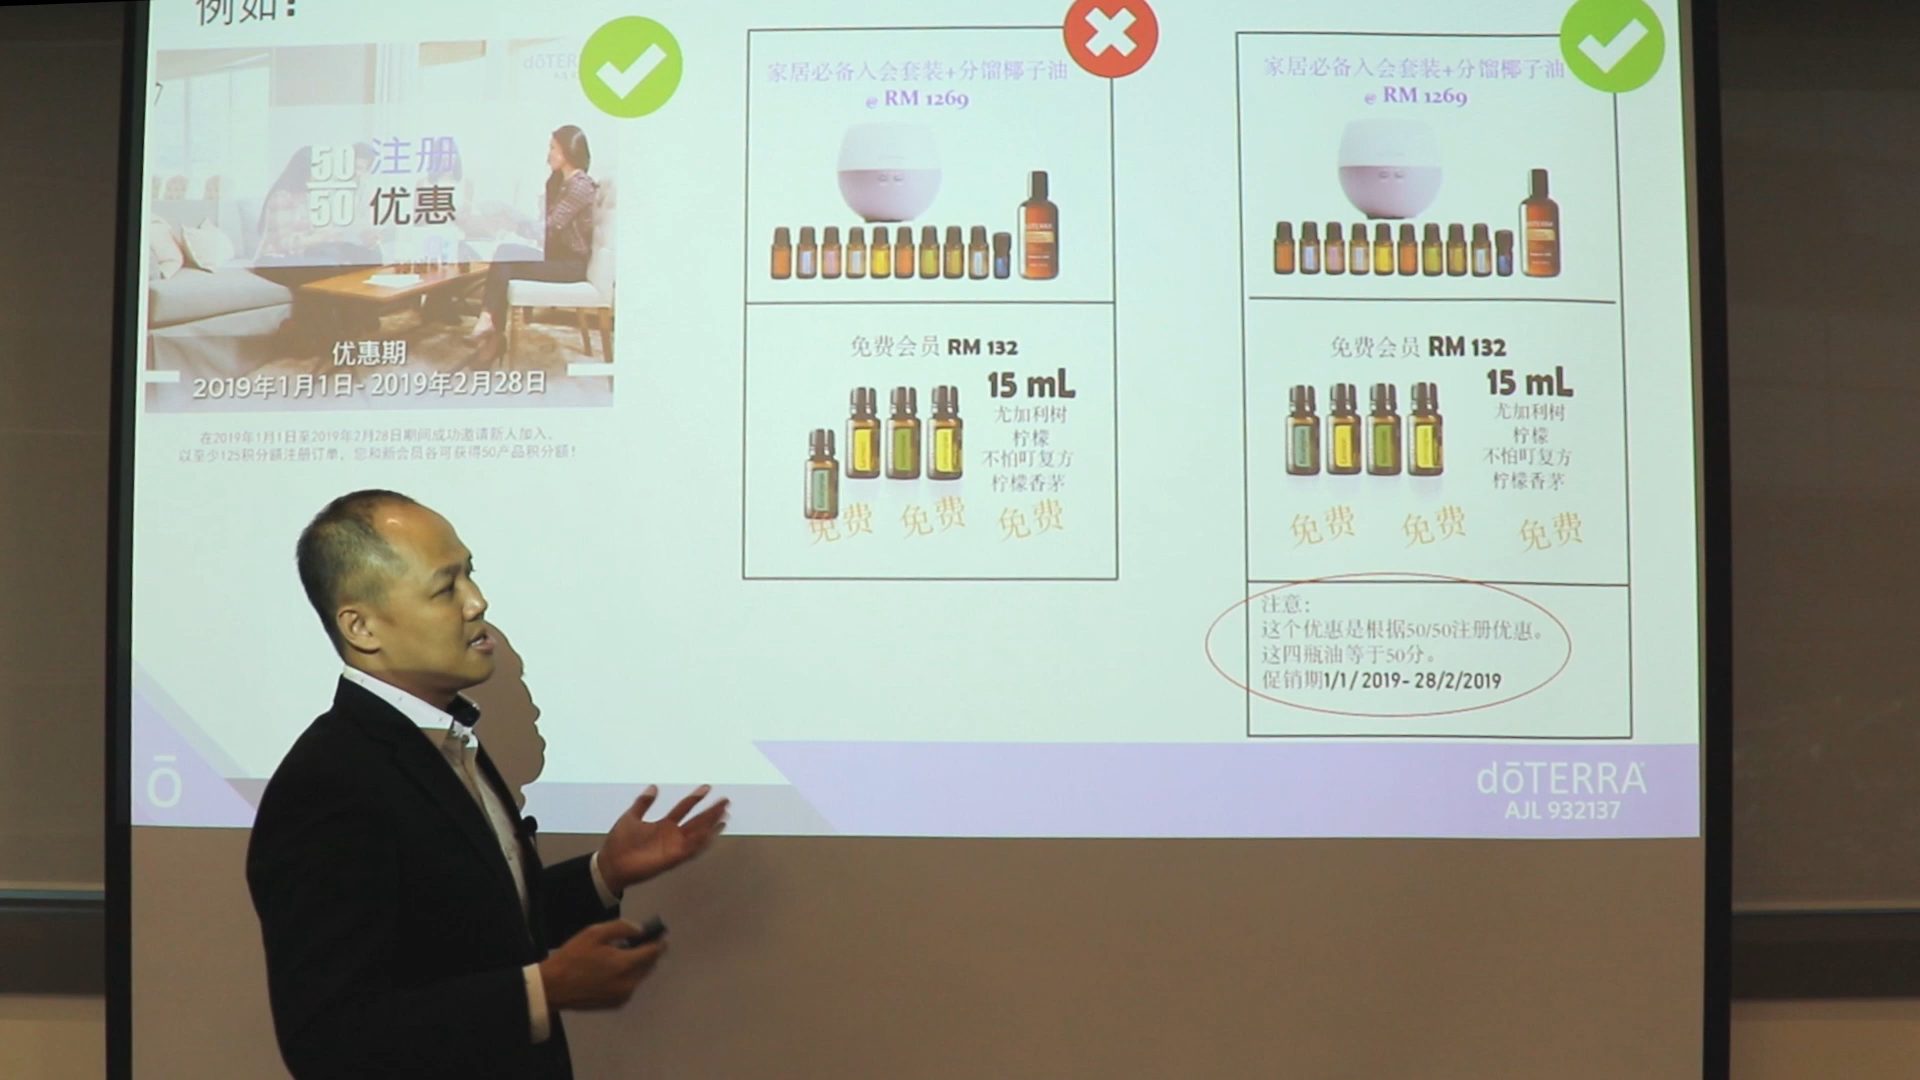 例如：
50 注册
50 优惠
优惠期
2019年1月1日- 2019年2月28日
在2019年1月1日至2019年2月28日期间成功邀请新人加入，
以至少125积分额注册订单，您和新会员各可获得50产品积分额！
家居必备入会套装+分馏椰子油
@ RM 1269
免费会员 RM 132
15 mL
尤加利树
柠檬
不怕叮复方
柠檬香茅
免费 免费 免费
家居必备入会套装+分馏椰子油
@ RM 1269
免费会员 RM 132
15 mL
尤加利树
柠檬
不怕叮复方
柠檬香茅
免费 免费 免费
注意：
这个优惠是根据50/50注册优惠。
这四瓶油等于50分。
促销期1/1/2019- 28/2/2019
ō
dōTERRA
AJL 932137